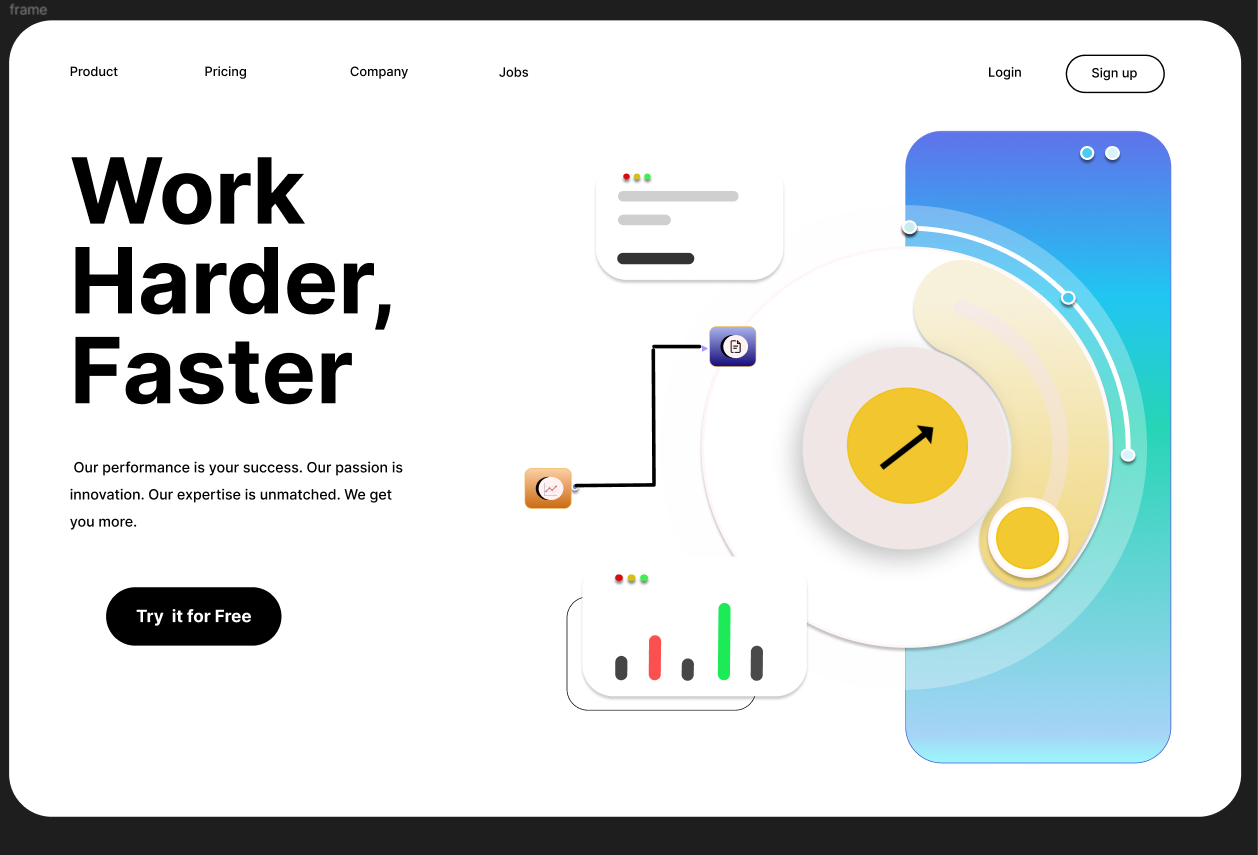 frame
Product Pricing Company Jobs Login Sign up
Work
Harder,
Faster
Our performance is your success. Our passion is
innovation. Our expertise is unmatched. We get
you more.
Try it for Free